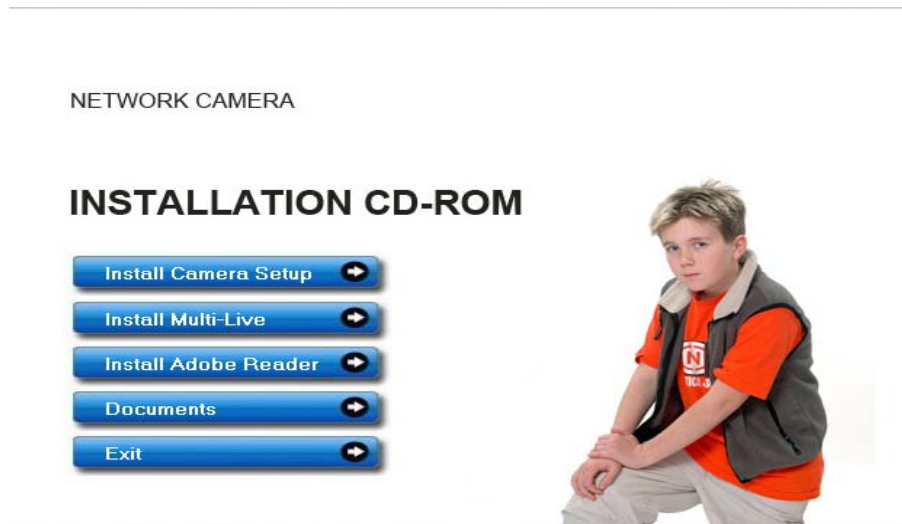 NETWORK CAMERA
INSTALLATION CD-ROM
Install Camera Setup
Install Multi-Live
Install Adobe Reader
Documents
Exit
N